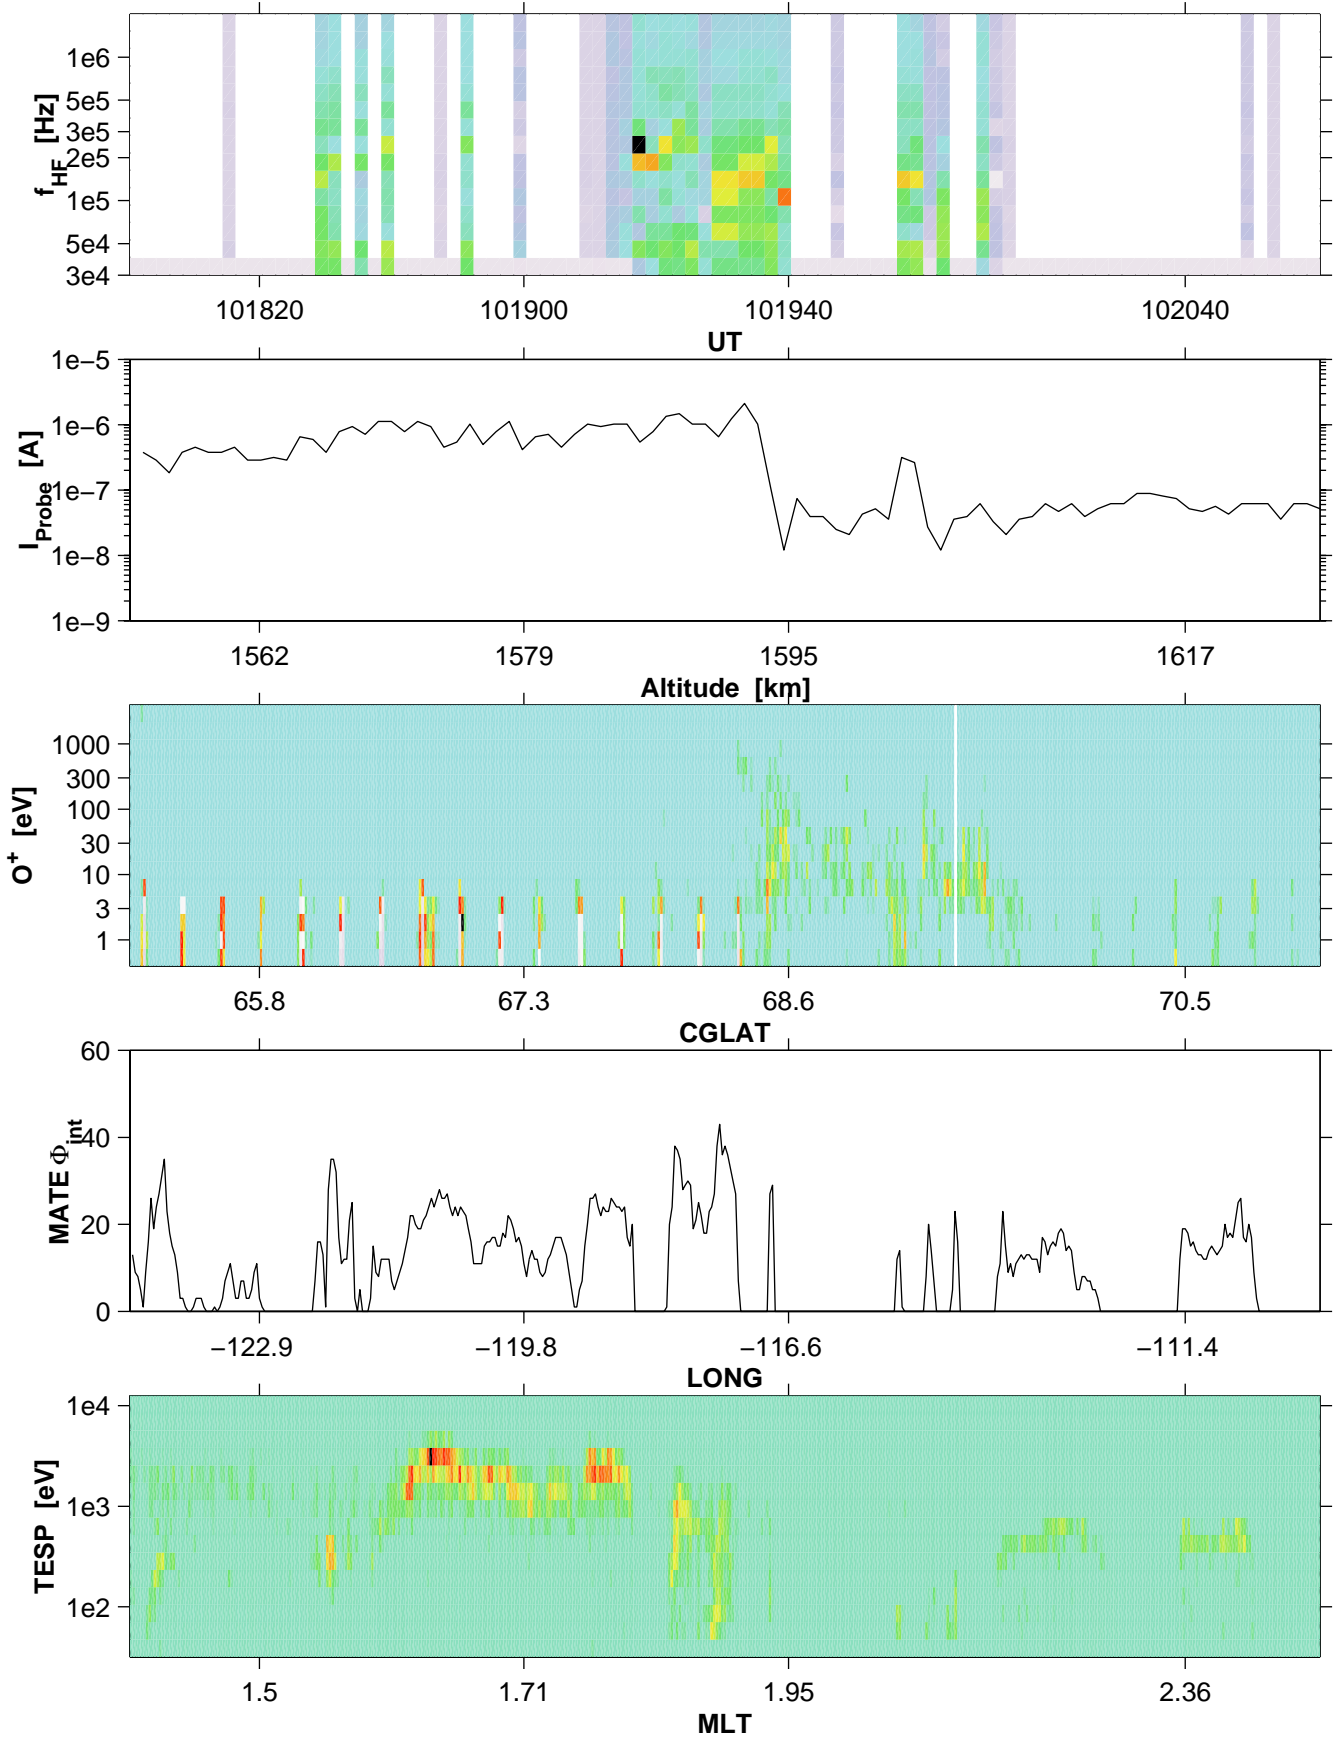 1e6
5e5
3e5
2e5
1e5
5e4
3e4
f_HF [Hz]
101820 101900 101940 102040
UT
1e−5
1e−6
1e−7
1e−8
1e−9
I_Probe [A]
1562 1579 1595 1617
Altitude [km]
1000
300
100
30
10
3
1
O⁺ [eV]
65.8 67.3 68.6 70.5
CGLAT
60
40
20
0
MATE Φ_int
−122.9 −119.8 −116.6 −111.4
LONG
1e4
1e3
1e2
TESP [eV]
1.5 1.71 1.95 2.36
MLT